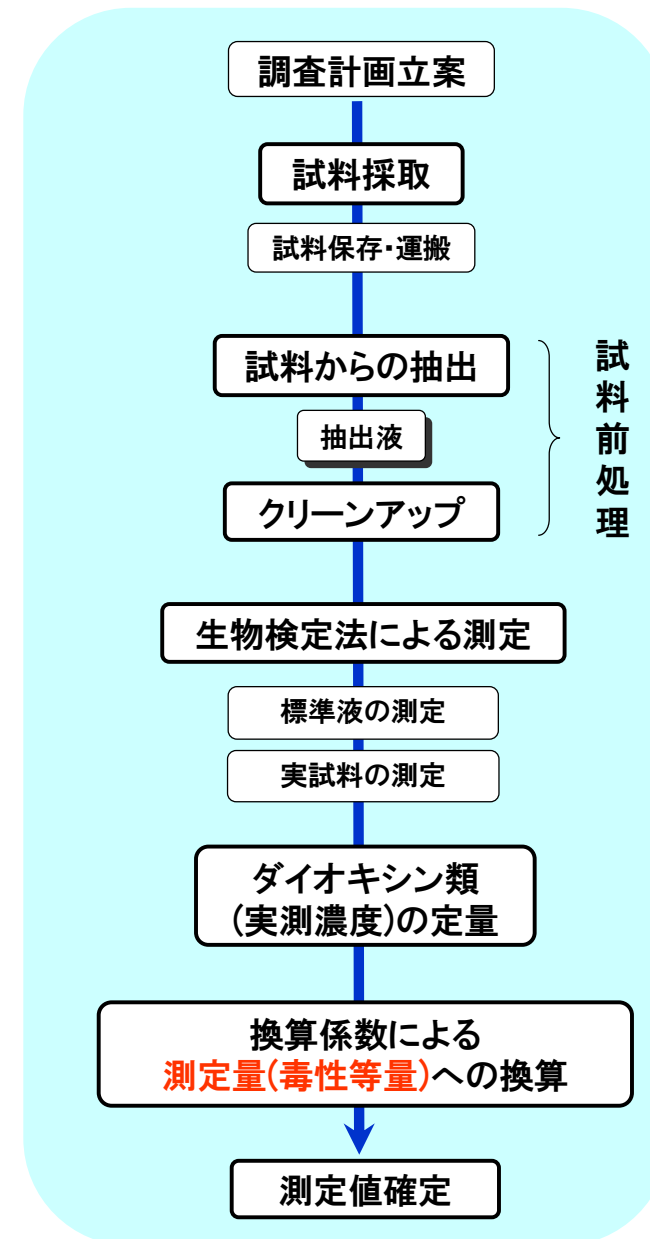 調査計画立案
試料採取
試料保存・運搬
試料からの抽出
抽出液
クリーンアップ
試料前処理
生物検定法による測定
標準液の測定
実試料の測定
ダイオキシン類
(実測濃度)の定量
換算係数による
測定量(毒性等量)への換算
測定値確定